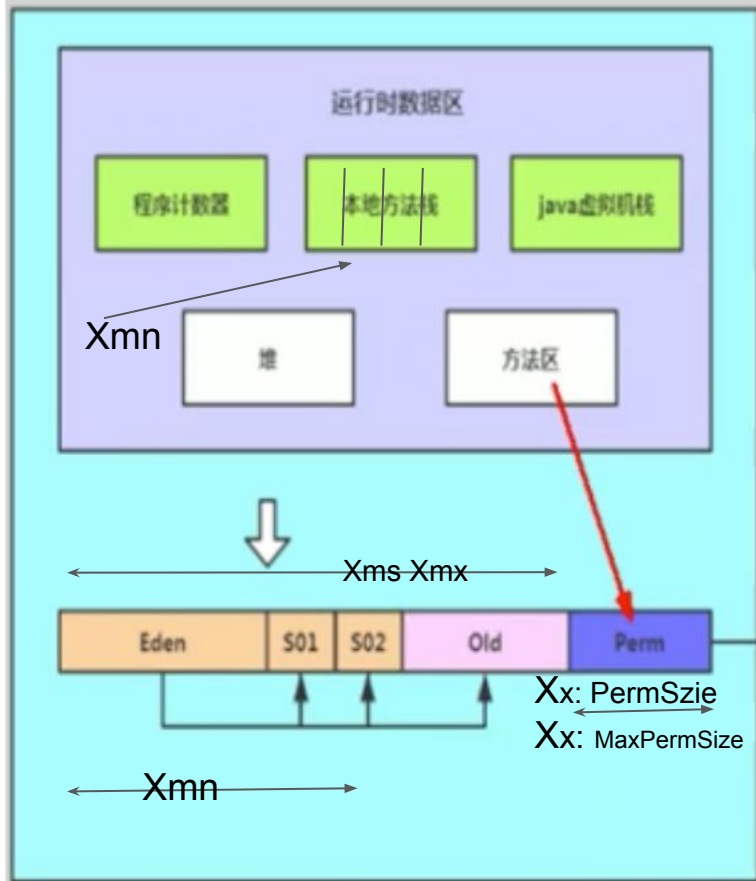 运行时数据区
程序计数器
本地方法栈
java虚拟机栈
Xmn
堆
方法区
Xms Xmx
Eden
S01
S02
Old
Perm
Xx: PermSzie
Xx: MaxPermSize
Xmn